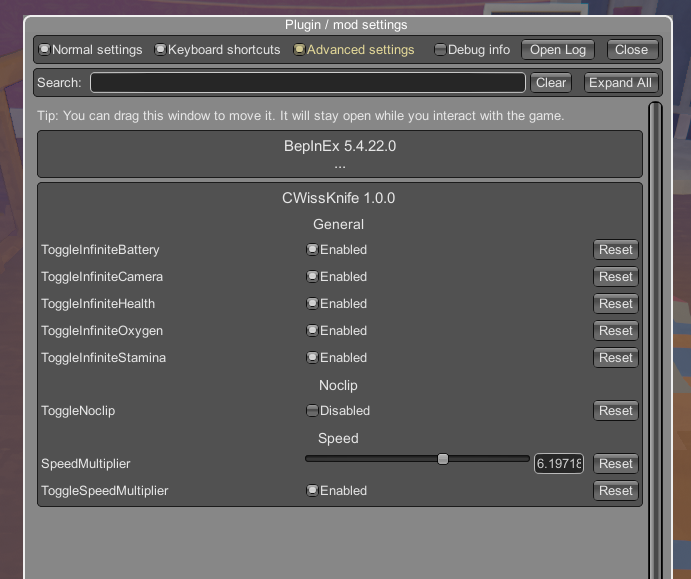 Plugin / mod settings
Normal settings Keyboard shortcuts Advanced settings Debug info Open Log Close
Search: Clear Expand All
Tip: You can drag this window to move it. It will stay open while you interact with the game.
BepInEx 5.4.22.0
...
CWissKnife 1.0.0
General
ToggleInfiniteBattery Enabled Reset
ToggleInfiniteCamera Enabled Reset
ToggleInfiniteHealth Enabled Reset
ToggleInfiniteOxygen Enabled Reset
ToggleInfiniteStamina Enabled Reset
Noclip
ToggleNoclip Disabled Reset
Speed
SpeedMultiplier 6.19718 Reset
ToggleSpeedMultiplier Enabled Reset